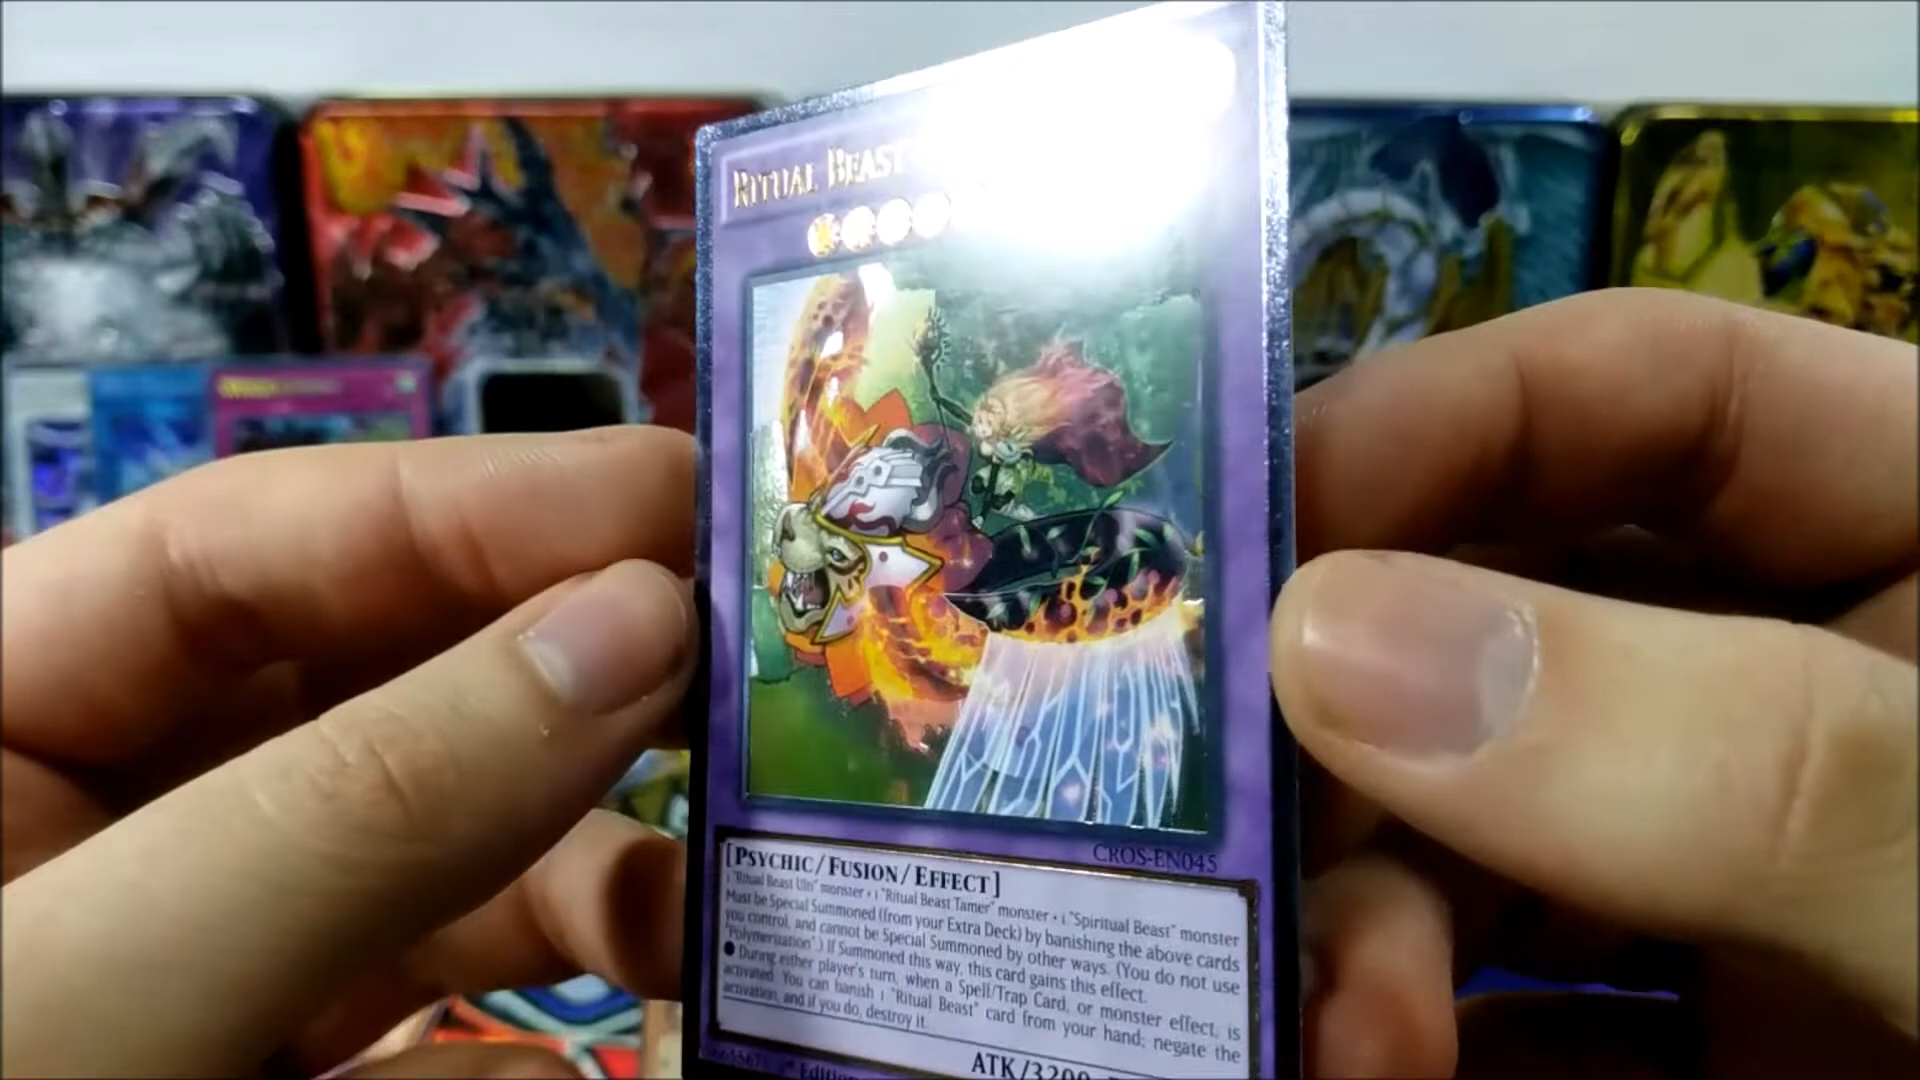 RITUAL BEAST
CROS-EN045
[PSYCHIC/FUSION/EFFECT]
1 "Ritual Beast Ulti" monster + 1 "Ritual Beast Tamer" monster + 1 "Spiritual Beast" monster
Must be Special Summoned (from your Extra Deck) by banishing the above cards
you control, and cannot be Special Summoned by other ways. (You do not use
"Polymerization".) If Summoned this way, this card gains this effect.
● During either player's turn, when a Spell/Trap Card, or monster effect, is
activated: You can banish 1 "Ritual Beast" card from your hand; negate the
activation, and if you do, destroy it.
ATK/3200
Edition